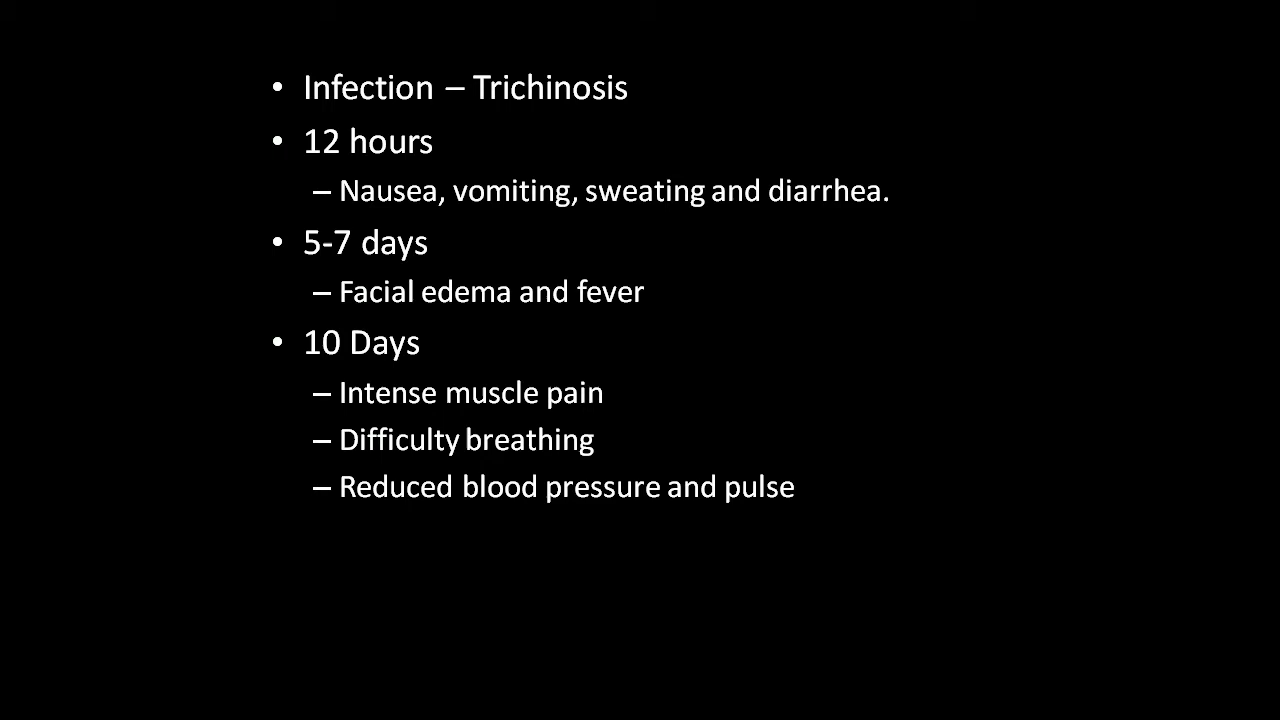 • Infection – Trichinosis
• 12 hours
– Nausea, vomiting, sweating and diarrhea.
• 5-7 days
– Facial edema and fever
• 10 Days
– Intense muscle pain
– Difficulty breathing
– Reduced blood pressure and pulse